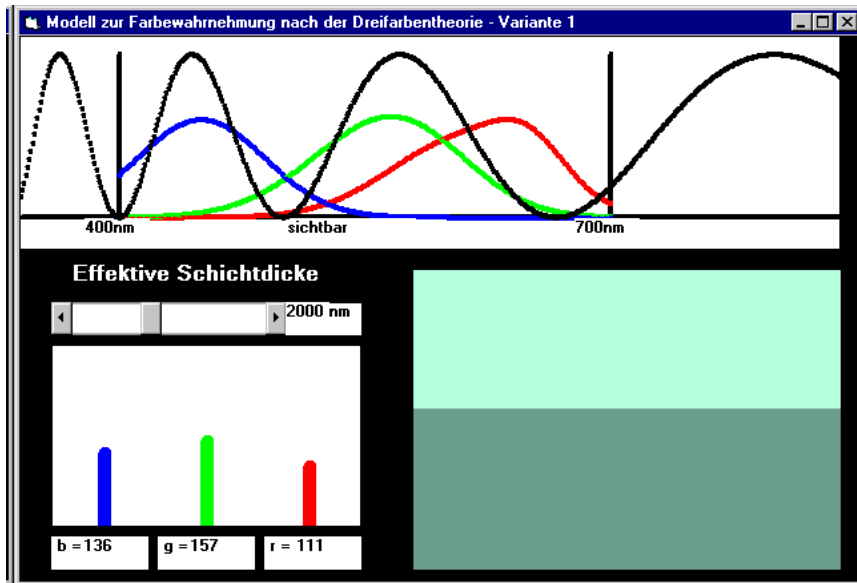 Modell zur Farbewahrnehmung nach der Dreifarbentheorie - Variante 1
400nm sichtbar 700nm
Effektive Schichtdicke
2000 nm
b =136 g =157 r = 111